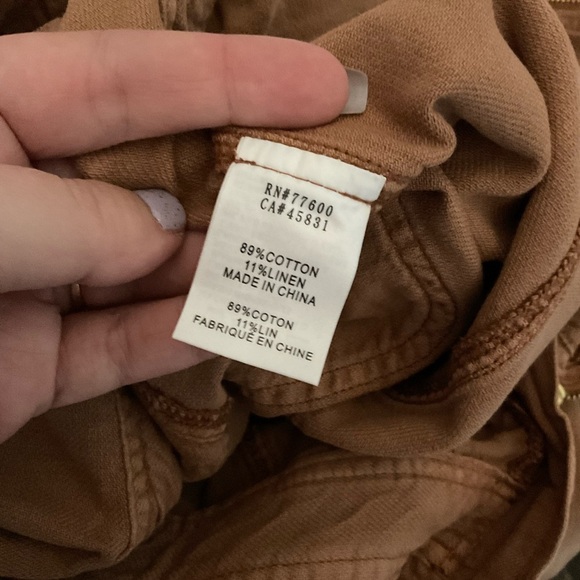 RN#77600
CA#45831
89%COTTON
11%LINEN
MADE IN CHINA
89%COTON
11%LIN
FABRIQUE EN CHINE